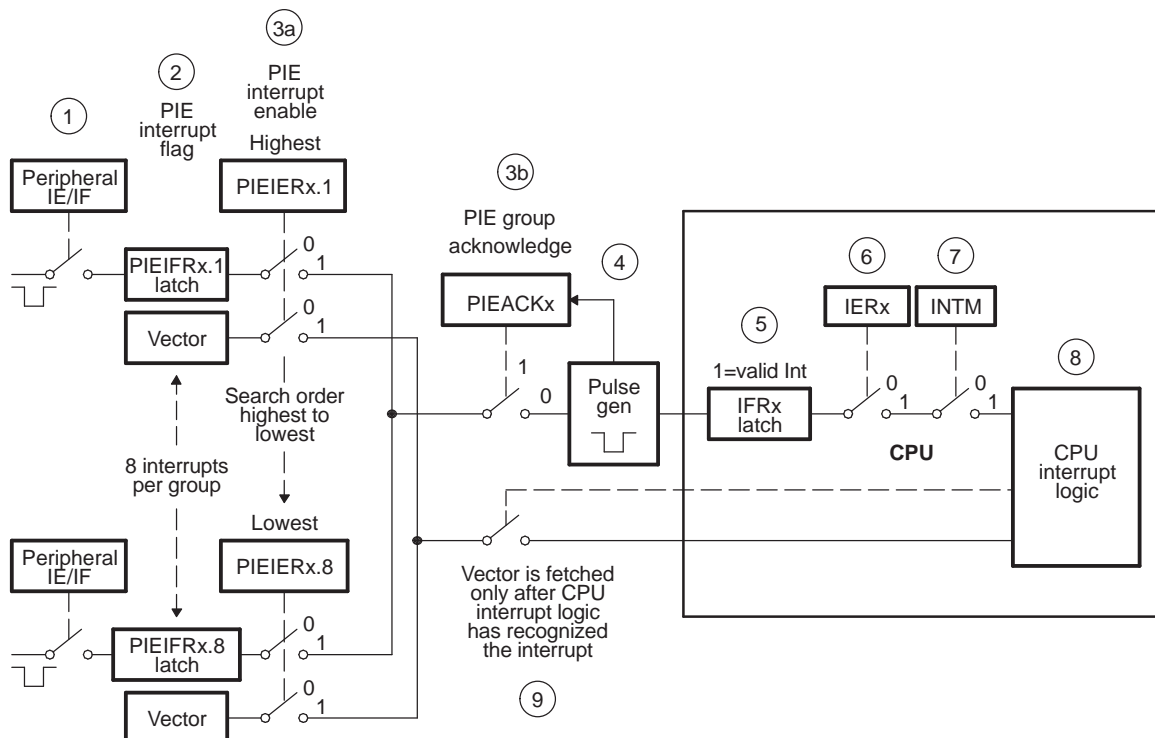 3a
2
PIE
interrupt
enable
1
PIE
interrupt
flag
Highest
3b
Peripheral
IE/IF
PIEIERx.1
PIE group
acknowledge
4
6
7
0
1
PIEIFRx.1
latch
PIEACKx
IERx
INTM
5
Vector
0
1
1=valid Int
8
1
0
Pulse
gen
IFRx
latch
0
1
0
1
Search order
highest to
lowest
CPU
CPU
interrupt
logic
8 interrupts
per group
Lowest
Peripheral
IE/IF
PIEIERx.8
Vector is fetched
only after CPU
interrupt logic
has recognized
the interrupt
PIEIFRx.8
latch
0
1
Vector
0
1
9